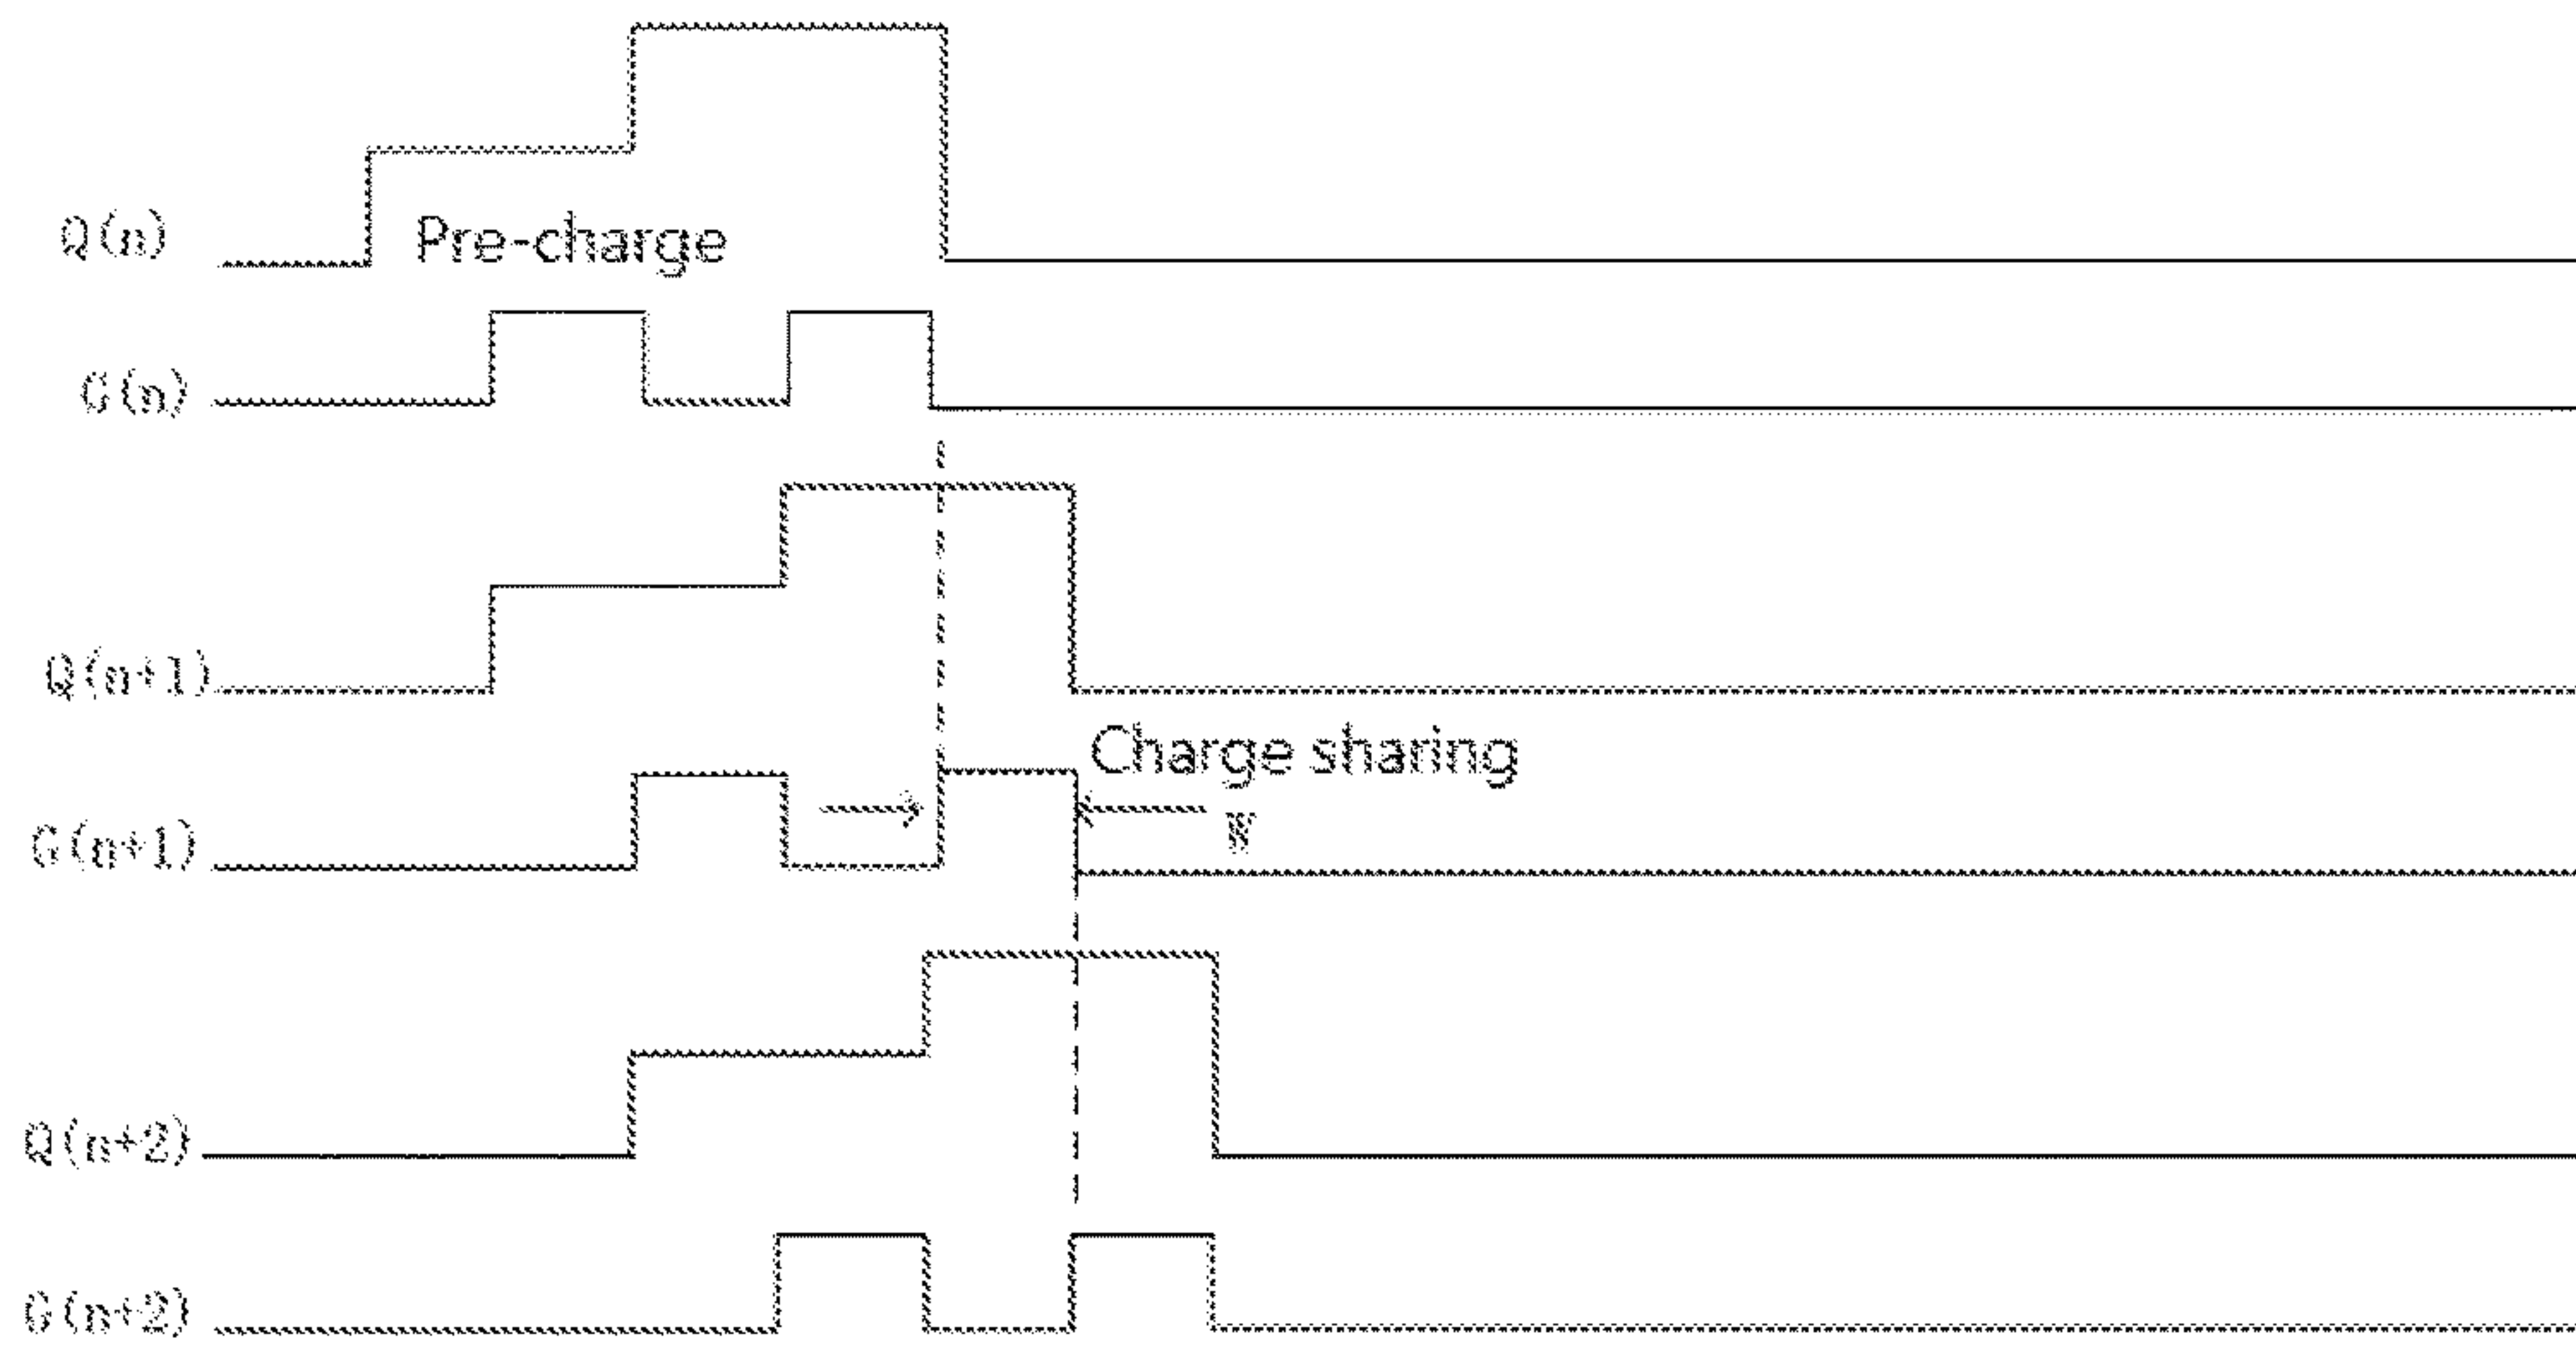 Q(n)
Pre-charge
G(n)
Q(n+1)
Charge sharing
G(n+1)
W
Q(n+2)
G(n+2)